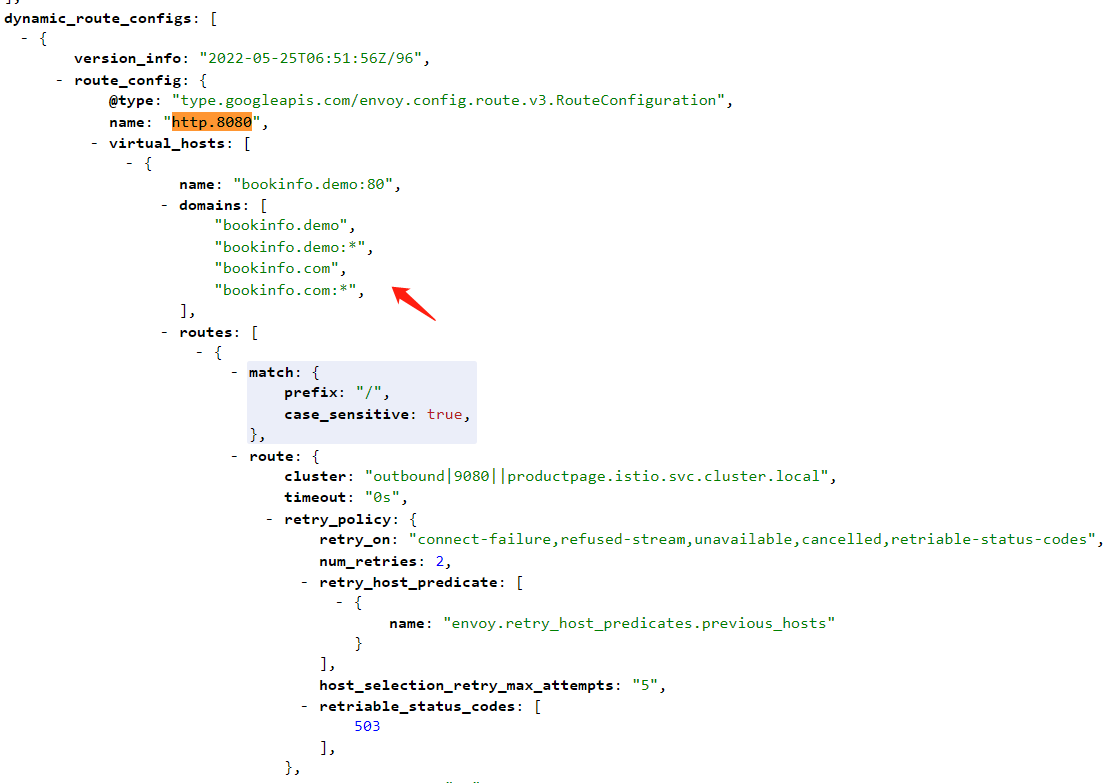 dynamic_route_configs: [
- {
version_info: "2022-05-25T06:51:56Z/96",
- route_config: {
@type: "type.googleapis.com/envoy.config.route.v3.RouteConfiguration",
name: "http.8080",
- virtual_hosts: [
- {
name: "bookinfo.demo:80",
- domains: [
"bookinfo.demo",
"bookinfo.demo:*",
"bookinfo.com",
"bookinfo.com:*",
],
- routes: [
- {
- match: {
prefix: "/",
case_sensitive: true,
},
- route: {
cluster: "outbound|9080||productpage.istio.svc.cluster.local",
timeout: "0s",
- retry_policy: {
retry_on: "connect-failure,refused-stream,unavailable,cancelled,retriable-status-codes",
num_retries: 2,
- retry_host_predicate: [
- {
name: "envoy.retry_host_predicates.previous_hosts"
}
],
host_selection_retry_max_attempts: "5",
- retriable_status_codes: [
503
],
},